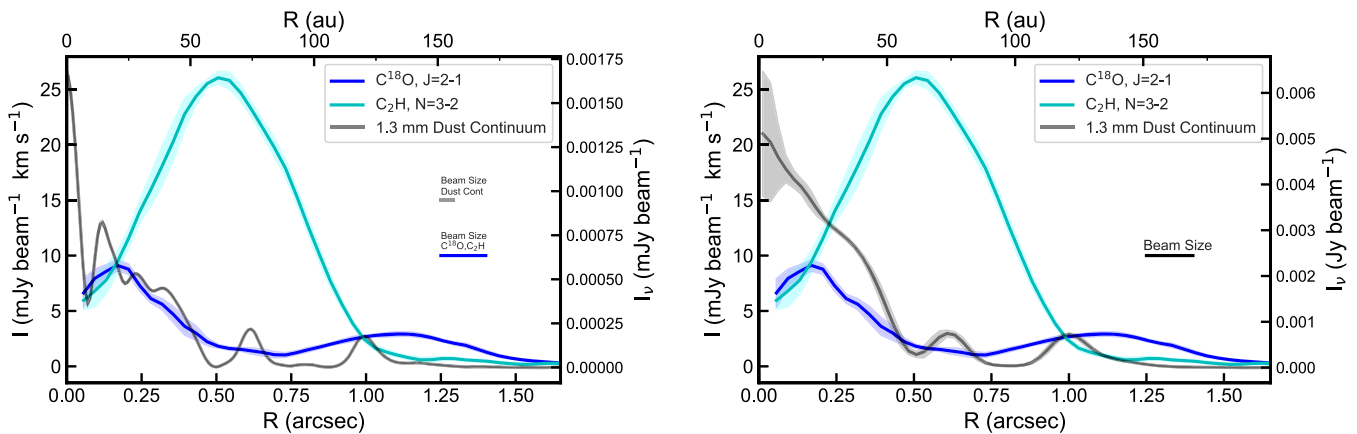 R (au)
0 50 100 150
C¹⁸O, J=2-1
C₂H, N=3-2
1.3 mm Dust Continuum
Beam Size
Dust Cont
Beam Size
C¹⁸O,C₂H
I (mJy beam⁻¹ km s⁻¹)
25
20
15
10
5
0
0.00175
0.00150
0.00125
0.00100
0.00075
0.00050
0.00025
0.00000
I_ν (mJy beam⁻¹)
0.00 0.25 0.50 0.75 1.00 1.25 1.50
R (arcsec)
R (au)
0 50 100 150
C¹⁸O, J=2-1
C₂H, N=3-2
1.3 mm Dust Continuum
Beam Size
I (mJy beam⁻¹ km s⁻¹)
25
20
15
10
5
0
0.006
0.005
0.004
0.003
0.002
0.001
0.000
I_ν (Jy beam⁻¹)
0.00 0.25 0.50 0.75 1.00 1.25 1.50
R (arcsec)